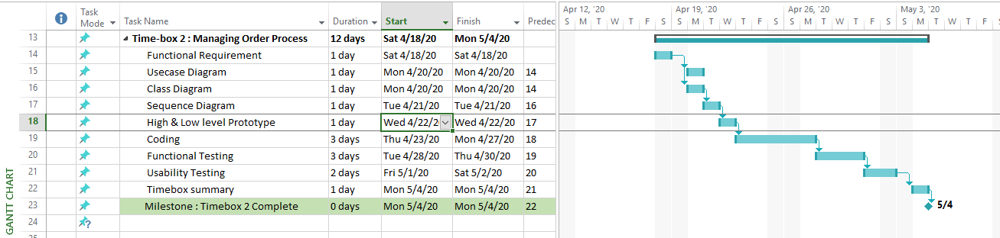 Task Mode Task Name Duration Start Finish Predec
Apr 12, '20 Apr 19, '20 Apr 26, '20 May 3, '20
S M T W T F S S M T W T F S S M T W T F S S M T W T F S
13 Time-box 2 : Managing Order Process 12 days Sat 4/18/20 Mon 5/4/20
14 Functional Requirement 1 day Sat 4/18/20 Sat 4/18/20
15 Usecase Diagram 1 day Mon 4/20/20 Mon 4/20/20 14
16 Class Diagram 1 day Mon 4/20/20 Mon 4/20/20 14
17 Sequence Diagram 1 day Tue 4/21/20 Tue 4/21/20 16
18 High & Low level Prototype 1 day Wed 4/22/2 Wed 4/22/20 17
19 Coding 3 days Thu 4/23/20 Mon 4/27/20 18
20 Functional Testing 3 days Tue 4/28/20 Thu 4/30/20 19
21 Usability Testing 2 days Fri 5/1/20 Sat 5/2/20 20
22 Timebox summary 1 day Mon 5/4/20 Mon 5/4/20 21
23 Milestone : Timebox 2 Complete 0 days Mon 5/4/20 Mon 5/4/20 22 5/4
24 ?
GANTT CHART